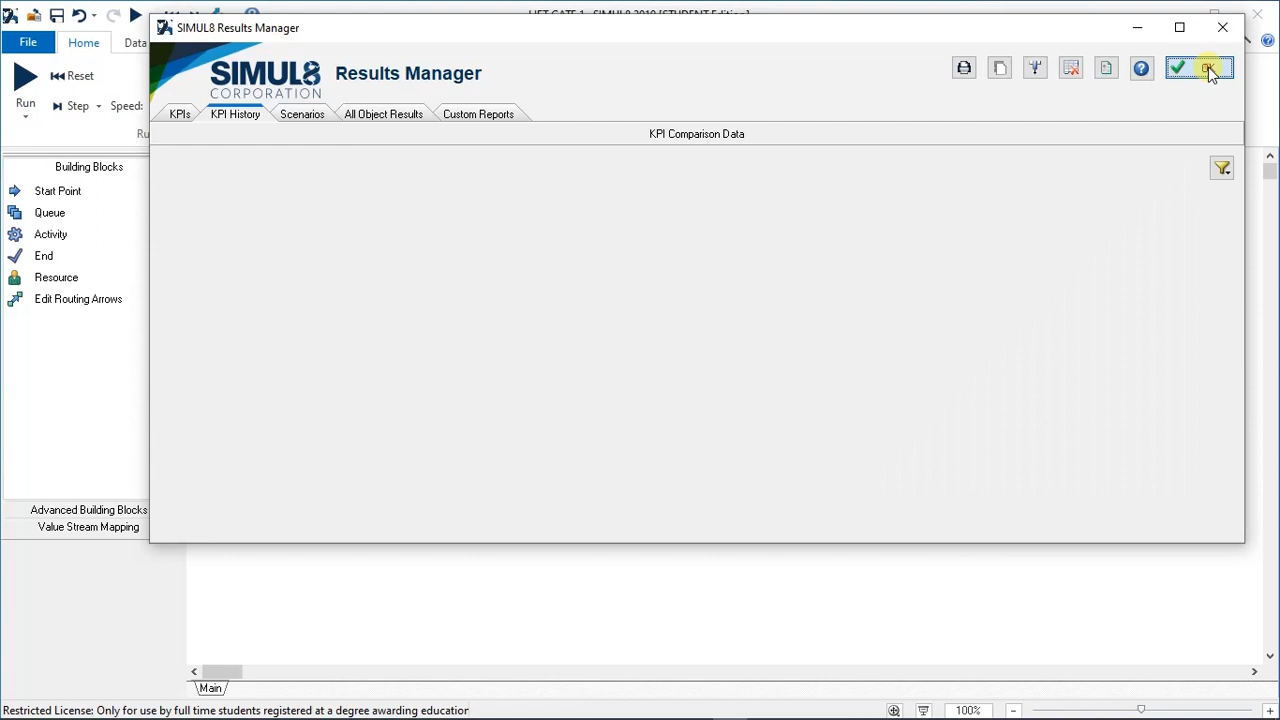 SIMUL8 Results Manager
File
Home
Data
SIMUL8
CORPORATION
Results Manager
Reset
Run
Step
Speed:
KPIs
KPI History
Scenarios
All Object Results
Custom Reports
KPI Comparison Data
Building Blocks
Start Point
Queue
Activity
End
Resource
Edit Routing Arrows
Advanced Building Blocks
Value Stream Mapping
Main
Restricted License: Only for use by full time students registered at a degree awarding education
100%